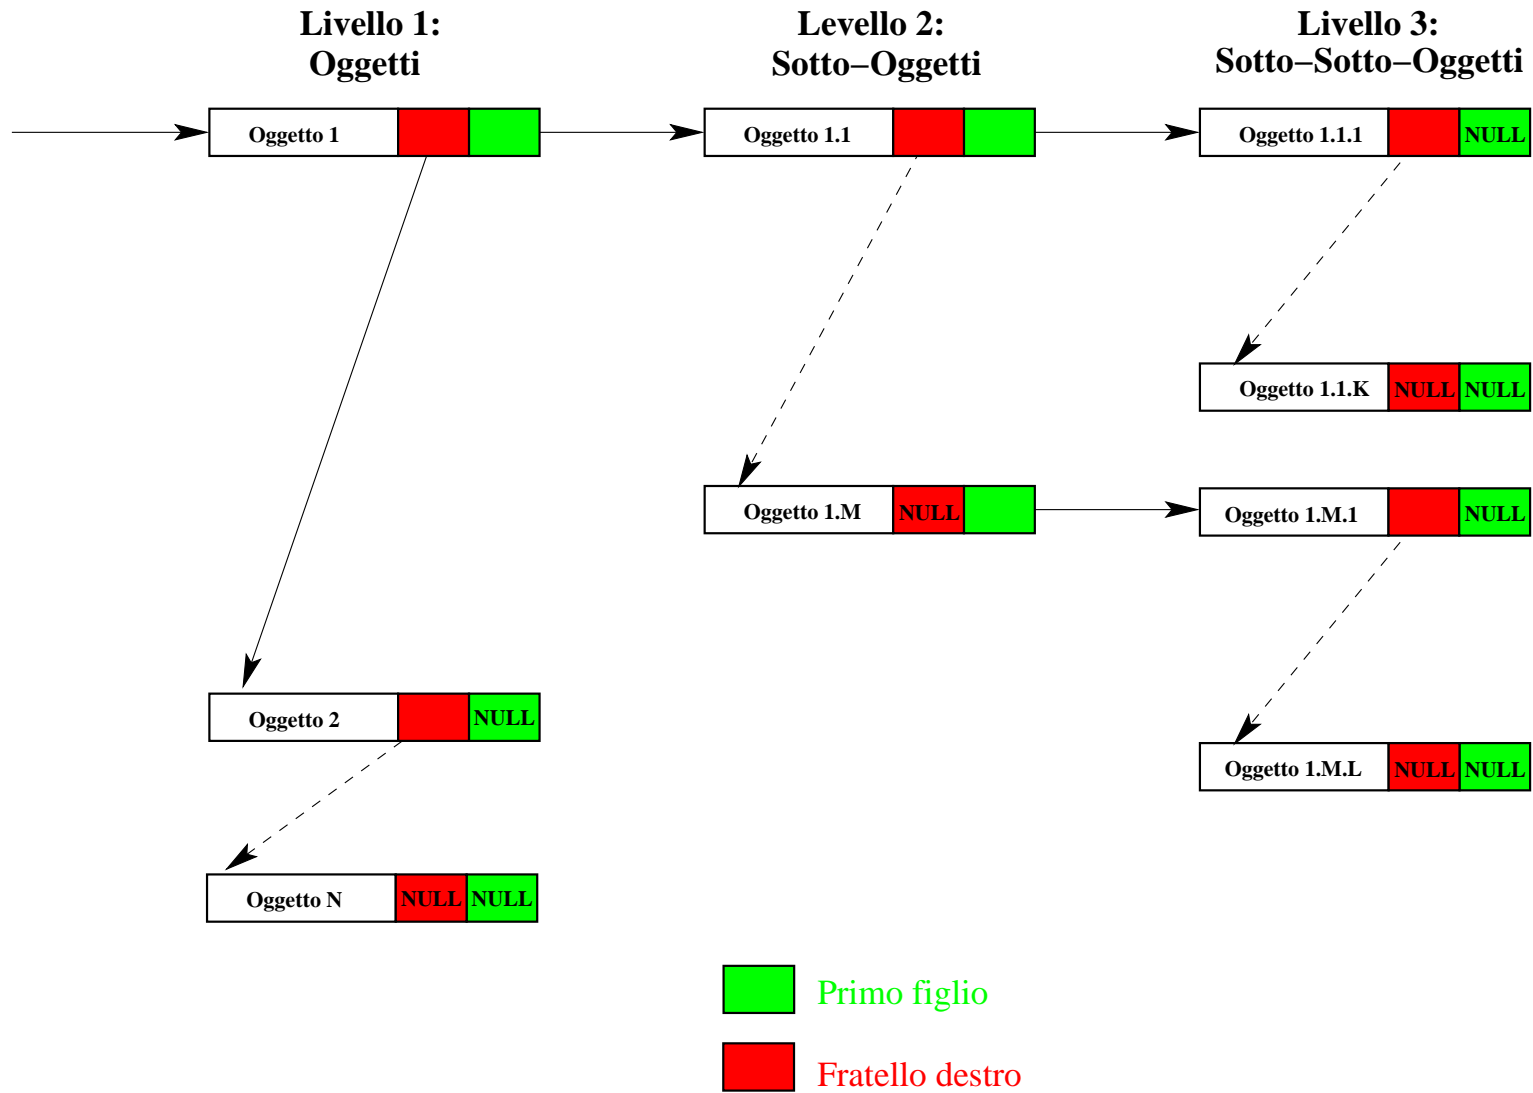 Livello 1:
Oggetti
Levello 2:
Sotto−Oggetti
Livello 3:
Sotto−Sotto−Oggetti
Oggetto 1
Oggetto 1.1
Oggetto 1.1.1 NULL
Oggetto 1.1.K NULL NULL
Oggetto 1.M NULL
Oggetto 1.M.1 NULL
Oggetto 2 NULL
Oggetto 1.M.L NULL NULL
Oggetto N NULL NULL
Primo figlio
Fratello destro